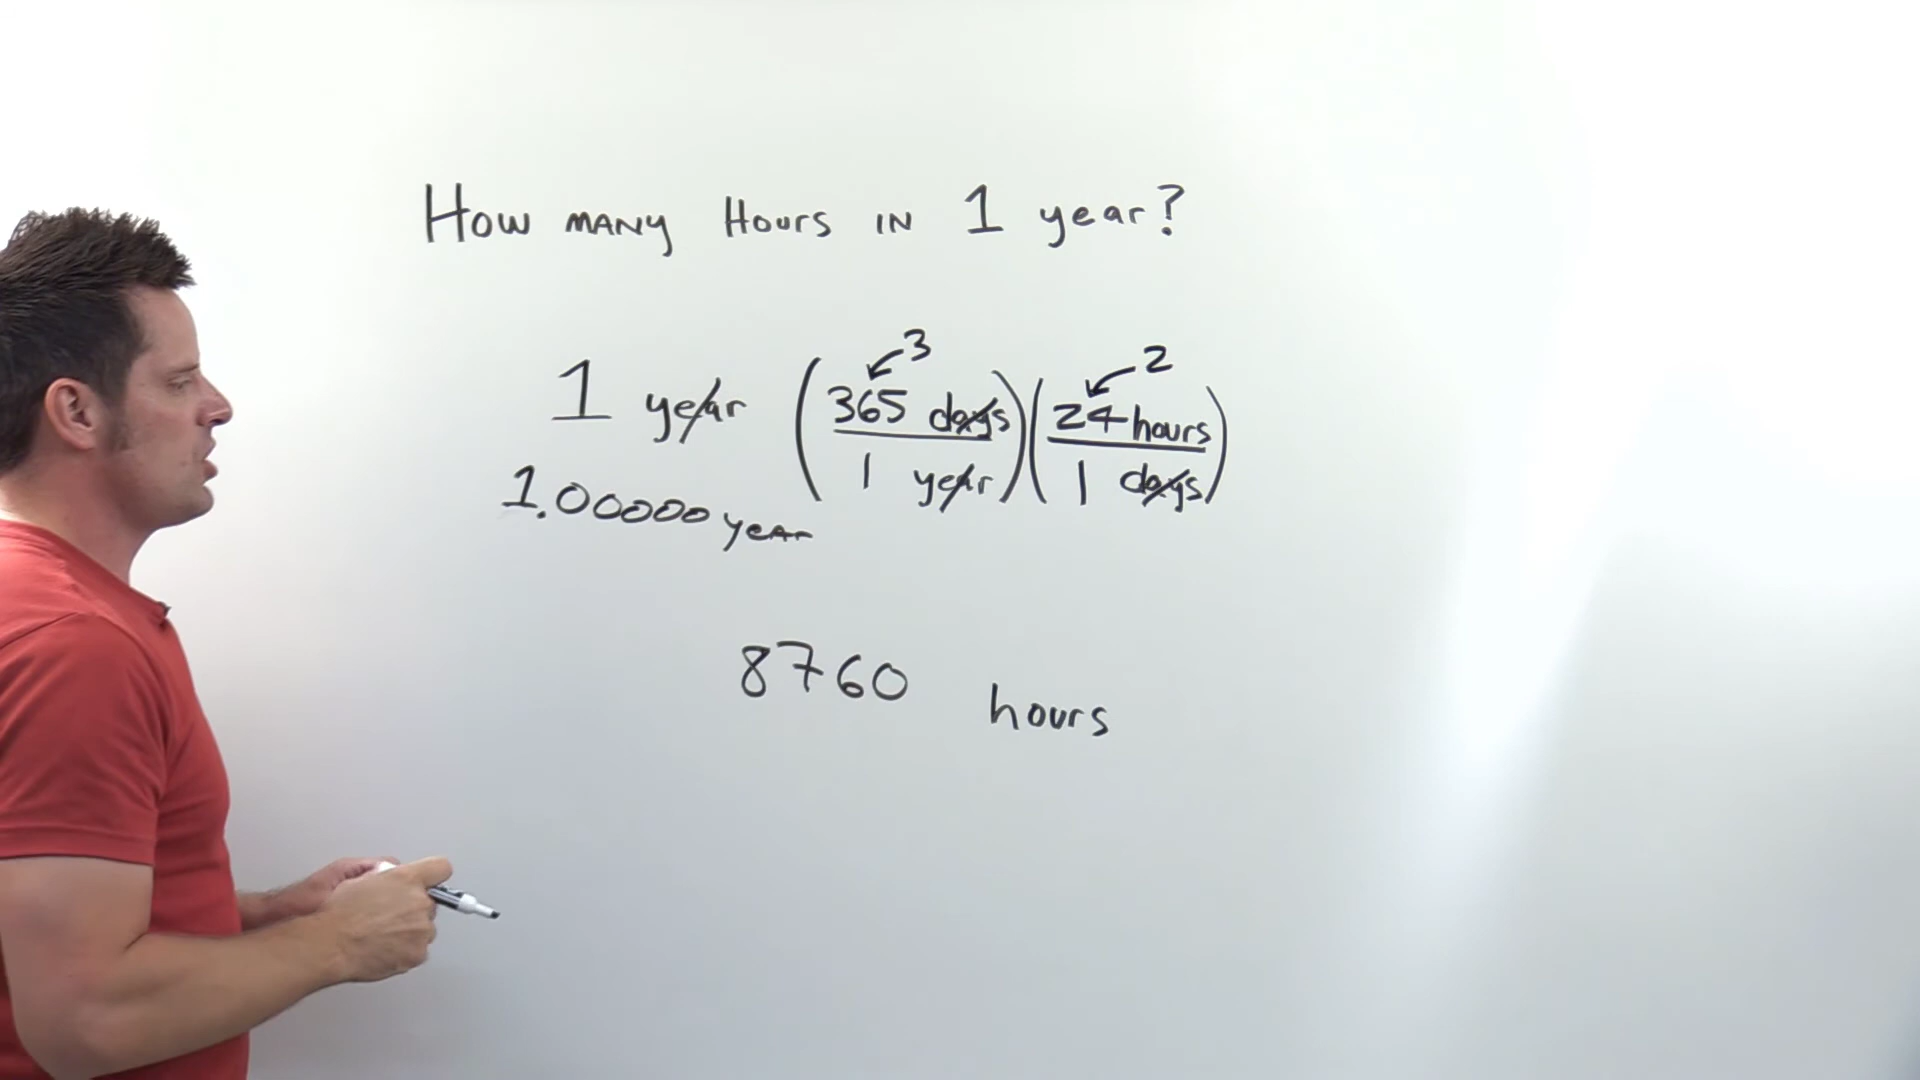 How many Hours in 1 year?
3 2
1 year (365 days / 1 year)(24 hours / 1 days)
1.00000 year
8760 hours